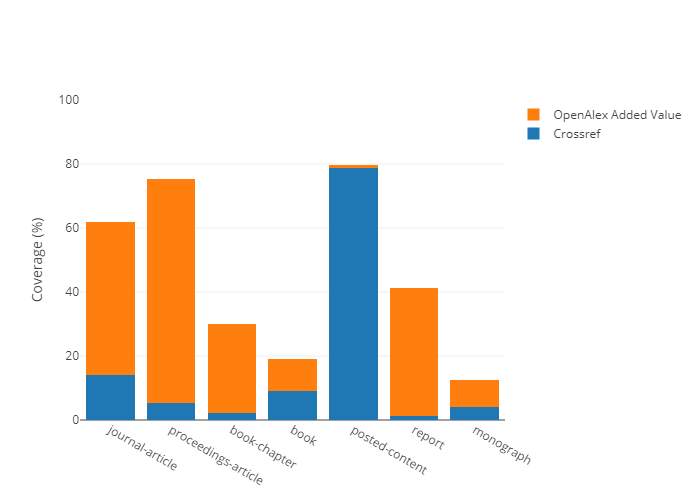 100
80
60
40
20
0
Coverage (%)
journal-article
proceedings-article
book-chapter
book
posted-content
report
monograph
OpenAlex Added Value
Crossref